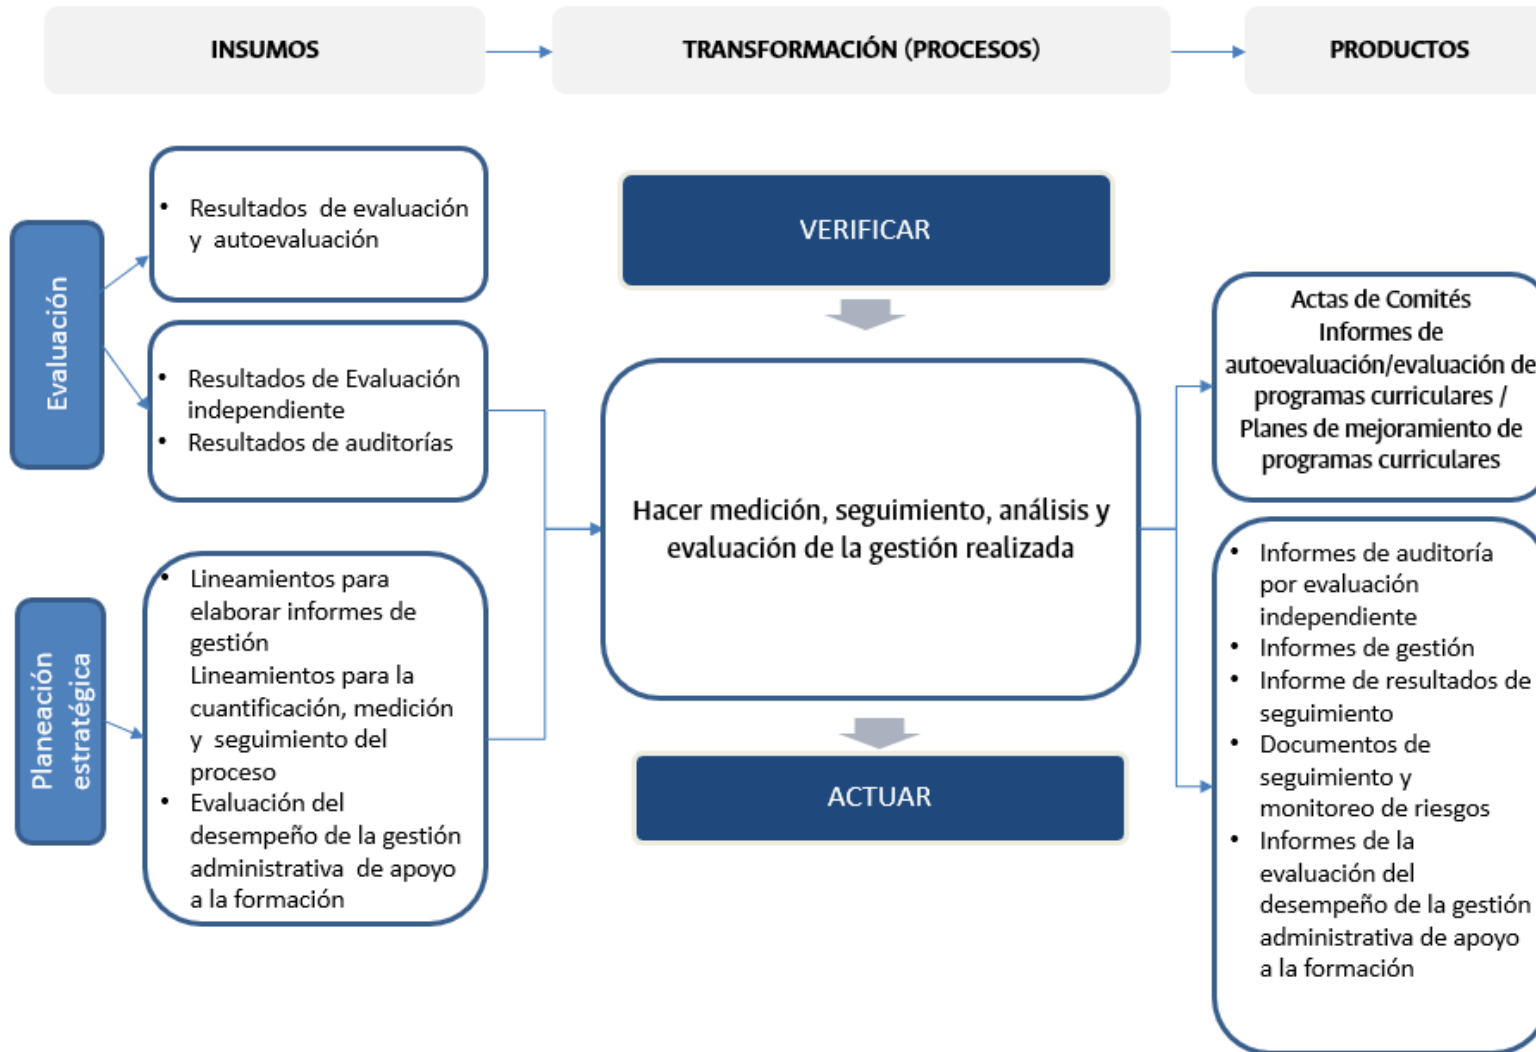 INSUMOS
TRANSFORMACIÓN (PROCESOS)
PRODUCTOS
Evaluación
• Resultados de evaluación
y autoevaluación
• Resultados de Evaluación
independiente
• Resultados de auditorías
Planeación
estratégica
• Lineamientos para
elaborar informes de
gestión
Lineamientos para la
cuantificación, medición
y seguimiento del
proceso
• Evaluación del
desempeño de la gestión
administrativa de apoyo
a la formación
VERIFICAR
Hacer medición, seguimiento, análisis y
evaluación de la gestión realizada
ACTUAR
Actas de Comités
Informes de
autoevaluación/evaluación de
programas curriculares /
Planes de mejoramiento de
programas curriculares
• Informes de auditoría
por evaluación
independiente
• Informes de gestión
• Informe de resultados de
seguimiento
• Documentos de
seguimiento y
monitoreo de riesgos
• Informes de la
evaluación del
desempeño de la gestión
administrativa de apoyo
a la formación